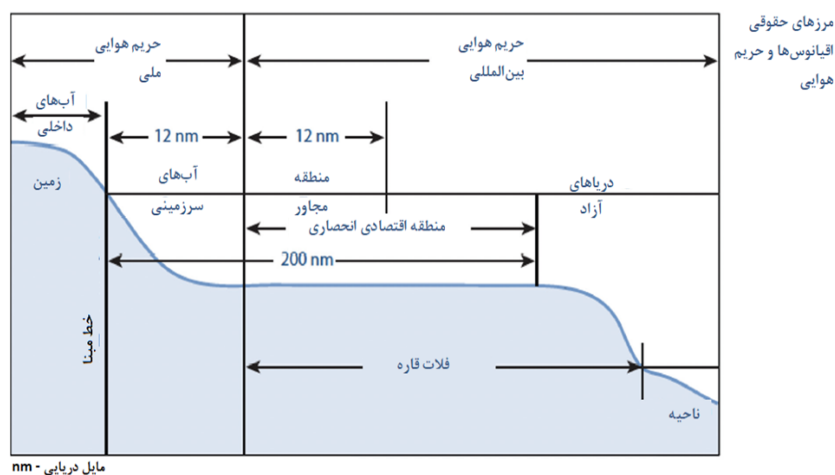 مرزهای حقوقی
اقیانوس‌ها و حریم
هوایی
حریم هوایی
بین‌المللی
حریم هوایی
ملی
آب‌های
داخلی
12 nm
12 nm
زمین
آب‌های
سرزمینی
منطقه
مجاور
دریاهای
آزاد
منطقه اقتصادی انحصاری
200 nm
خط مبنا
فلات قاره
ناحیه
مایل دریایی - nm